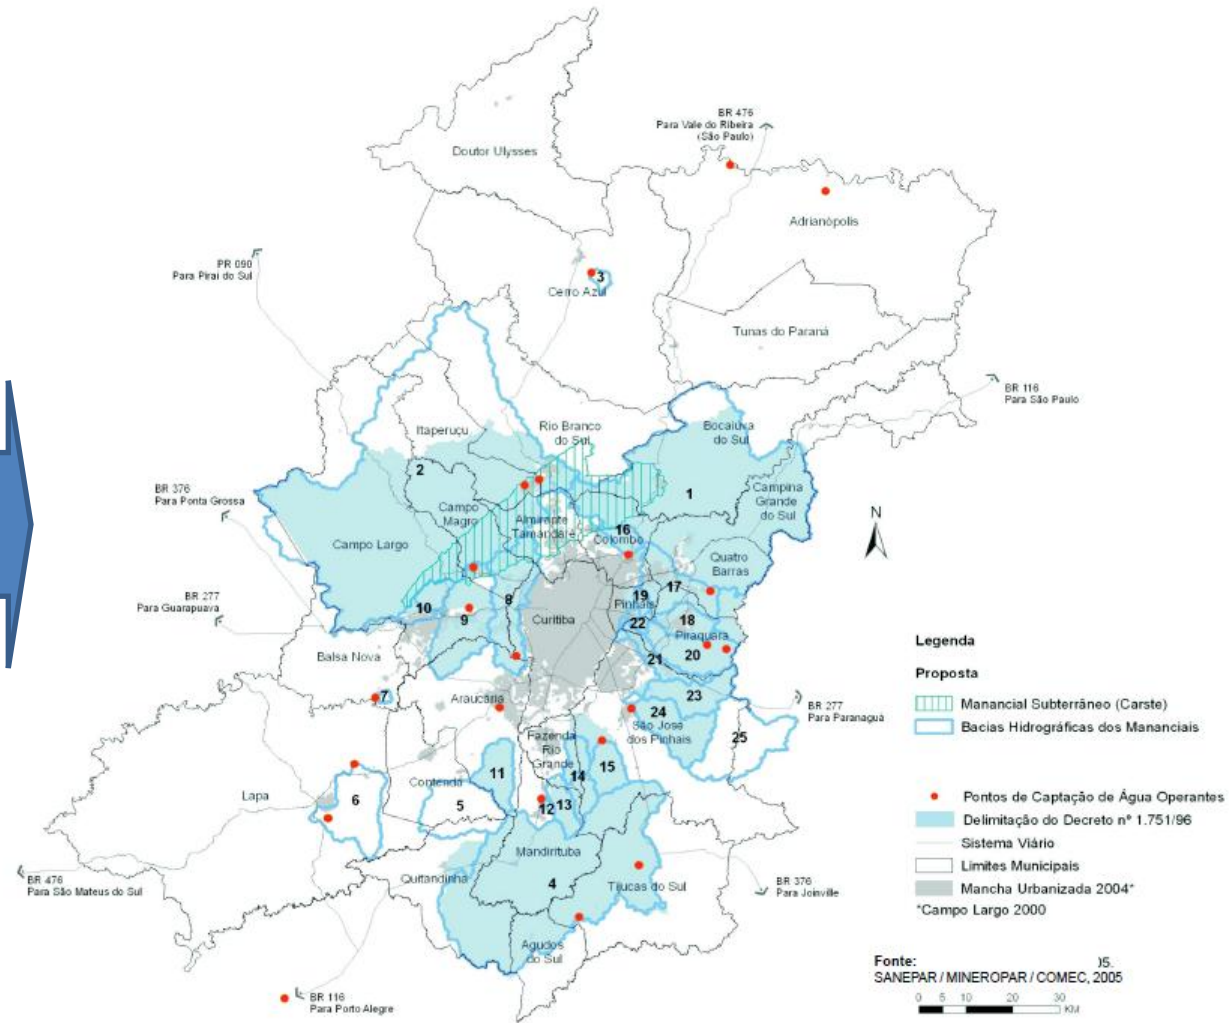 Doutor Ulysses
BR 476
Para Vale do Ribeira
(São Paulo)
Adrianópolis
PR 090
Para Pirai do Sul
3
Cerro Azul
Tunas do Paraná
BR 116
Para São Paulo
Itaperuçu
Rio Branco
do Sul
Bocaiuva
do Sul
2
BR 376
Para Ponta Grossa
Campo
Magro
1
Campina
Grande
do Sul
N
Almirante
Tamandaré
16
Colombo
Campo Largo
Quatro
Barras
BR 277
Para Guarapuava
10
9
8
Curitiba
19
Pinhais
17
18
22
Piraquara
20
21
Balsa Nova
7
Araucária
23
24
São José
dos Pinhais
25
BR 277
Para Paranaguá
Fazenda
Rio
Grande
14
15
11
Contenda
Lapa
6
5
12
13
Mandirituba
4
Quitandinha
Tijucas do Sul
BR 476
Para São Mateus do Sul
BR 376
Para Joinville
Agudos
do Sul
BR 116
Para Porto Alegre
Legenda
Proposta
Manancial Subterrâneo (Carste)
Bacias Hidrográficas dos Mananciais
Pontos de Captação de Água Operantes
Delimitação do Decreto nº 1.751/96
Sistema Viário
Limites Municipais
Mancha Urbanizada 2004*
*Campo Largo 2000
Fonte: 05.
SANEPAR / MINEROPAR / COMEC, 2005
0 5 10 20 30
KM